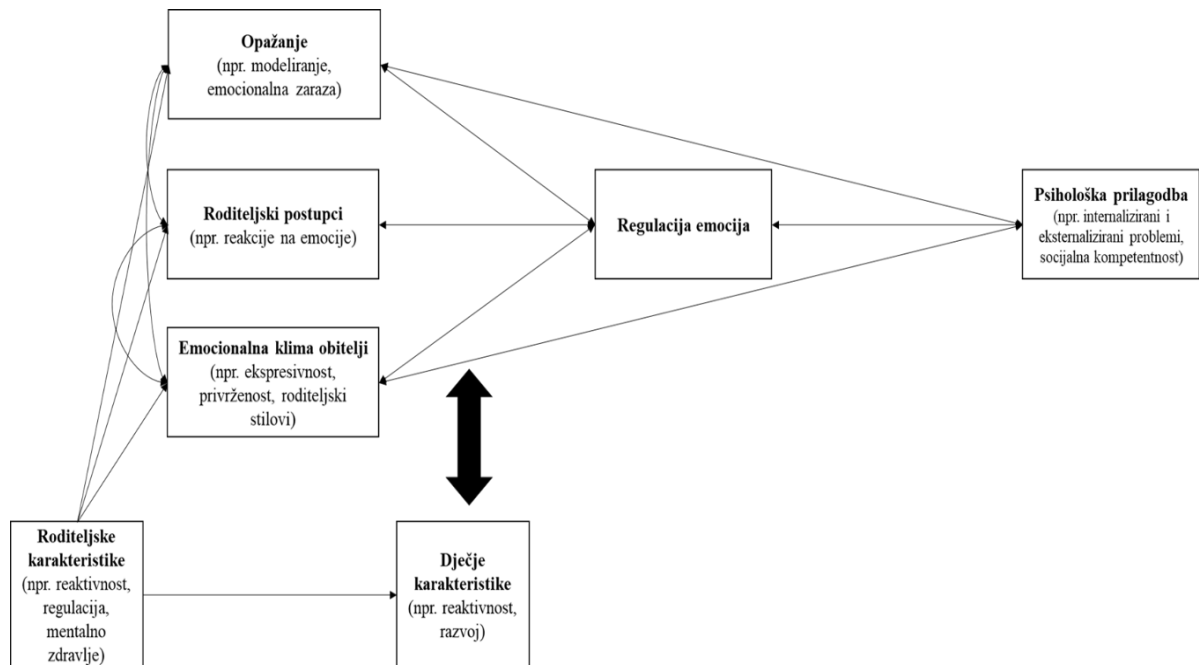 Opažanje
(npr. modeliranje,
emocionalna zaraza)
Roditeljski postupci
(npr. reakcije na emocije)
Regulacija emocija
Psihološka prilagodba
(npr. internalizirani i
eksternalizirani problemi,
socijalna kompetentnost)
Emocionalna klima obitelji
(npr. ekspresivnost,
privrženost, roditeljski
stilovi)
Roditeljske
karakteristike
(npr. reaktivnost,
regulacija,
mentalno
zdravlje)
Dječje
karakteristike
(npr. reaktivnost,
razvoj)